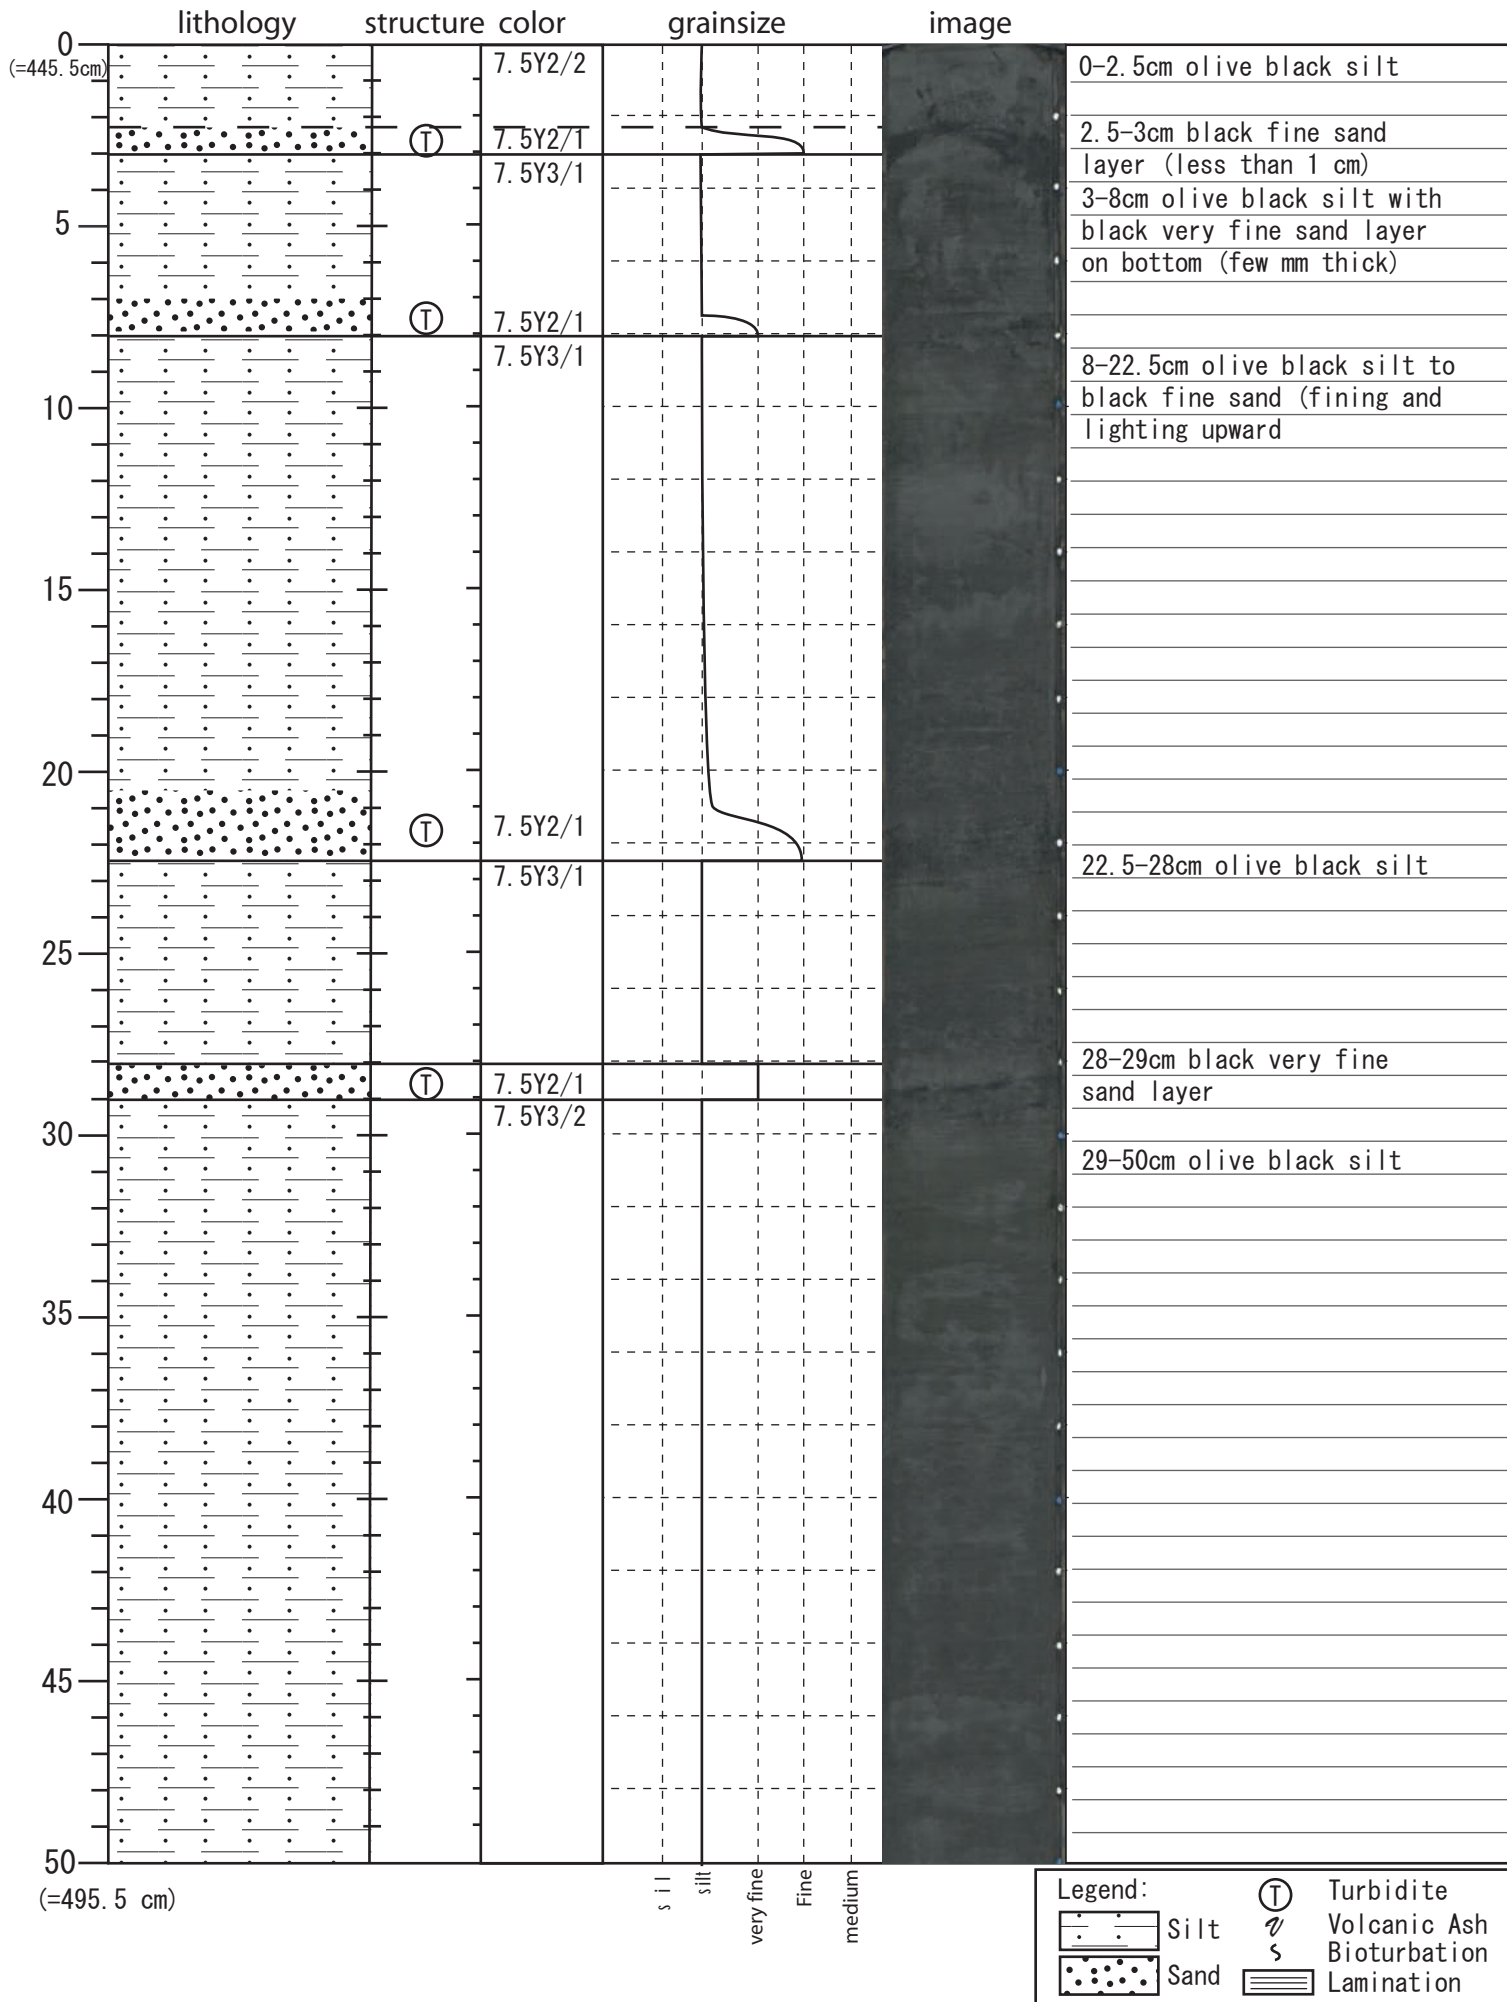 lithology structure color grainsize image
0
(=445.5cm)
7.5Y2/2
0-2.5cm olive black silt
7.5Y2/1
T
2.5-3cm black fine sand
layer (less than 1 cm)
7.5Y3/1
3-8cm olive black silt with
5
black very fine sand layer
on bottom (few mm thick)
T
7.5Y2/1
7.5Y3/1
8-22.5cm olive black silt to
10
black fine sand (fining and
lighting upward
15
20
T
7.5Y2/1
7.5Y3/1
22.5-28cm olive black silt
25
28-29cm black very fine
T
7.5Y2/1
sand layer
7.5Y3/2
30
29-50cm olive black silt
35
40
45
50
(=495.5 cm)
s i l
silt
very fine
Fine
medium
Legend:
T Turbidite
Silt
Volcanic Ash
Bioturbation
Sand
Lamination